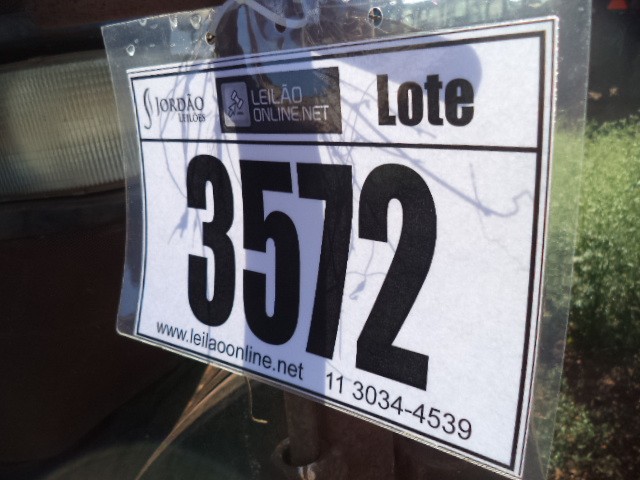 JORDÃO
LEILÕES
LEILÃO
ONLINE.NET
Lote
3572
www.leilaoonline.net
11 3034-4539